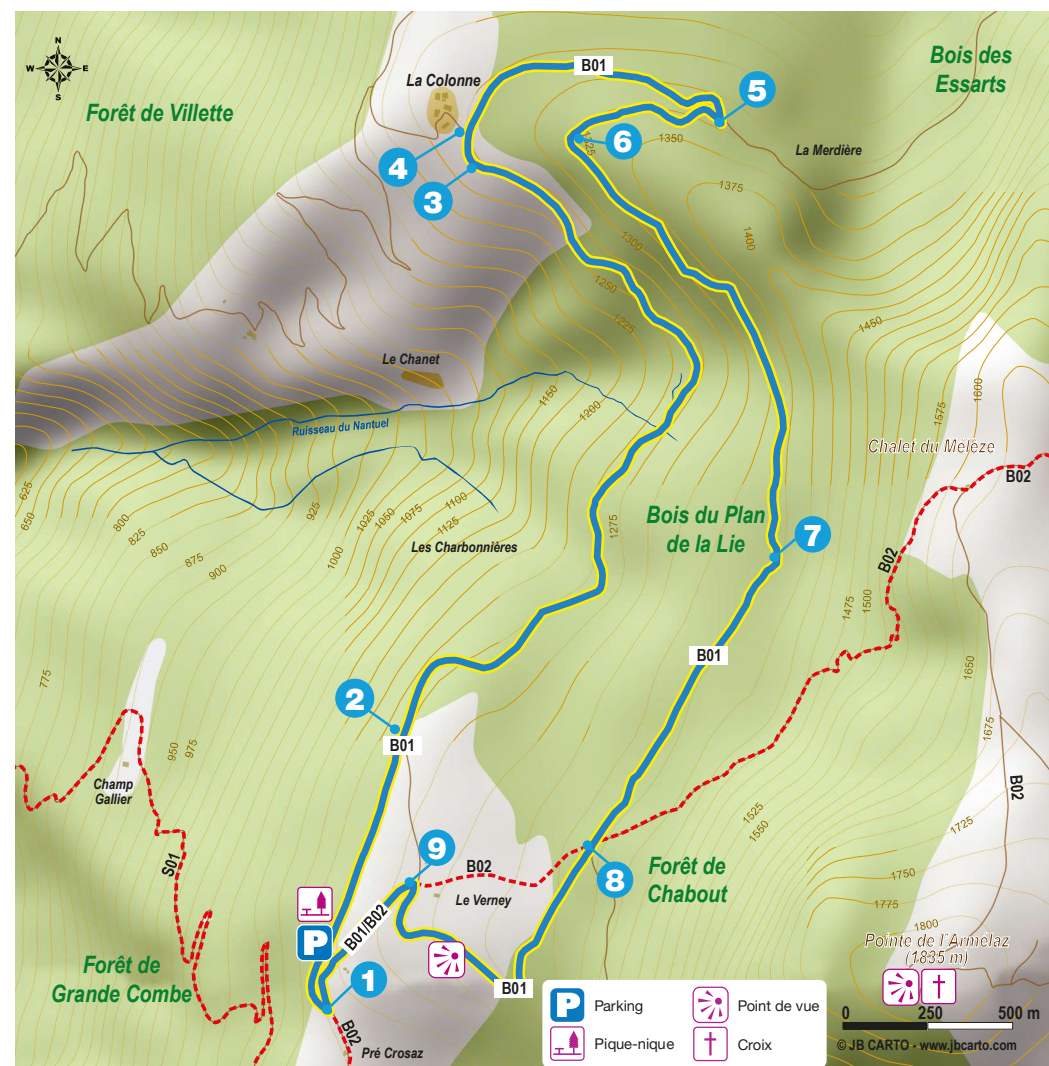 N
W
E
S
Forêt de Villette
La Colonne
B01
Bois des
Essarts
5
4
3
6
1325
1350
La Merdière
1375
1400
1300
1250
1225
1450
Le Chanet
1150
1200
1600
1575
Ruisseau du Nantuel
Chalet du Mélèze
B02
625
650
800
825
850
875
900
925
1000
1025
1050
1075
1100
1125
1275
Les Charbonnières
Bois du Plan
de la Lie
7
B02
1475
1500
B01
1650
1675
775
2
B01
950
975
Champ
Gallier
S01
B02
1525
1550
1725
9
B02
8
Le Verney
Forêt de
Chabout
1750
1775
1800
P
B01/B02
Pointe de l'Armélaz
(1835 m)
Forêt de
Grande Combe
1
B01
B02
Pré Crosaz
P
Parking
Point de vue
Pique-nique
Croix
0
250
500 m
© JB CARTO - www.jbcarto.com